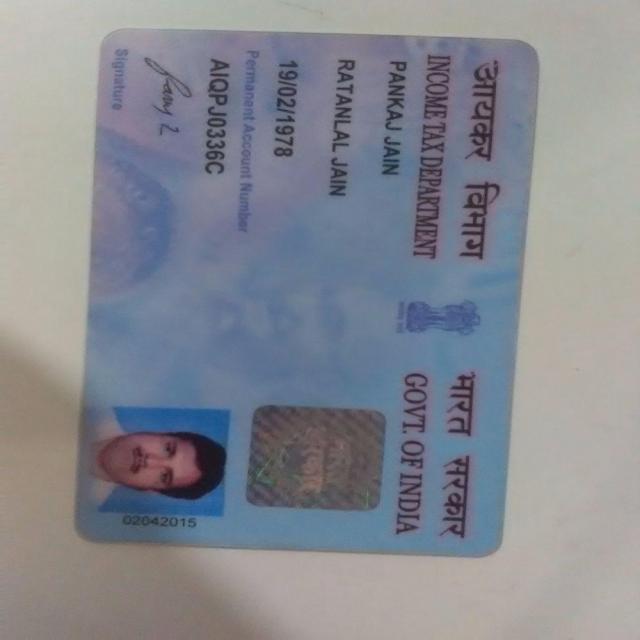 आयकर विभाग
INCOME TAX DEPARTMENT
भारत सरकार
GOVT. OF INDIA
PANKAJ JAIN
RATANLAL JAIN
19/02/1978
Permanent Account Number
AIQPJ0336C
Signature
02042015